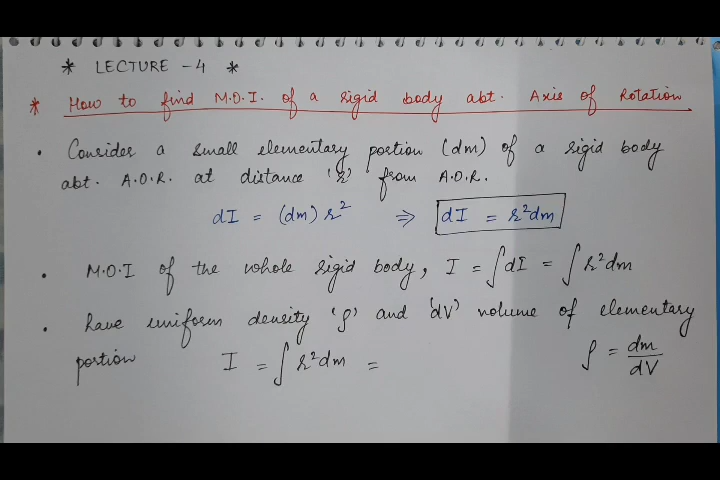 * LECTURE - 4 *
* How to find M.O.I. of a rigid body abt. Axis of Rotation
• Consider a small elementary portion (dm) of a rigid body
abt. A.O.R. at distance 'r' from A.O.R.
dI = (dm) r² ⇒ dI = r²dm
• M.O.I of the whole rigid body, I = ∫dI = ∫r²dm
• have uniform density 'ρ' and 'dV' volume of elementary
portion I = ∫r²dm = ρ = dm/dV